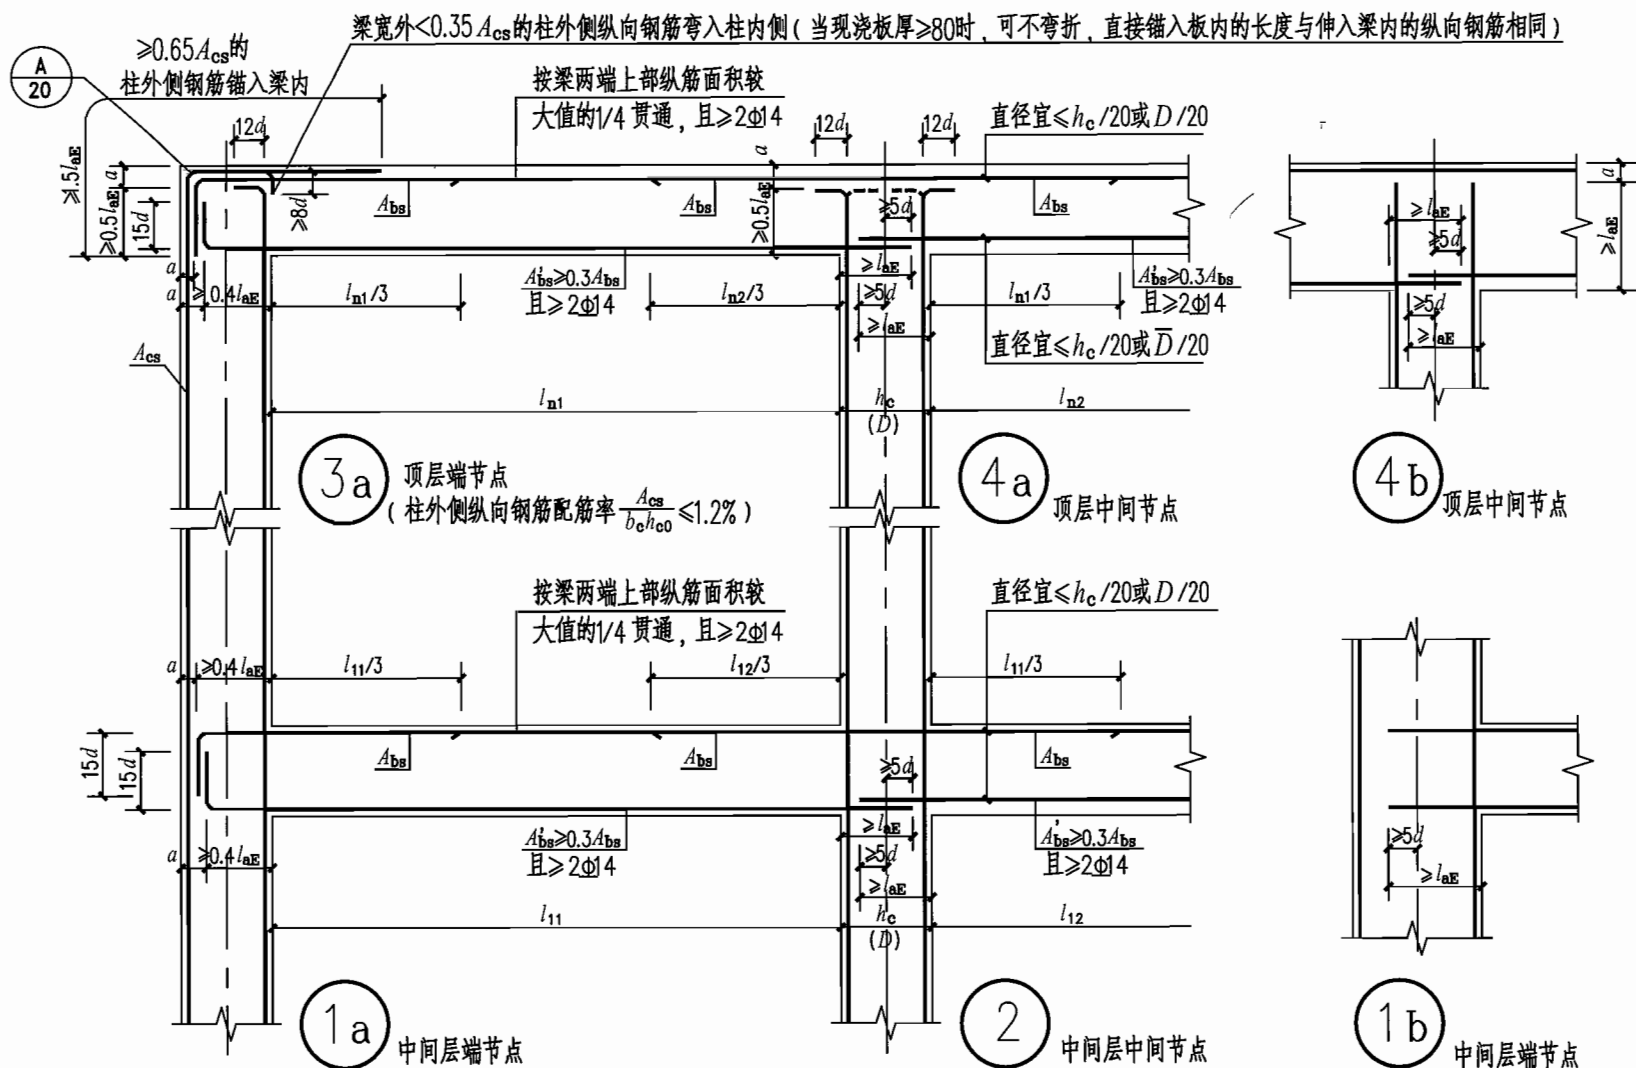 梁宽外<0.35Acs的柱外侧纵向钢筋弯入柱内侧(当现浇板厚≥80时,可不弯折,直接锚入板内的长度与伸入梁内的纵向钢筋相同)
≥0.65Acs的
柱外侧钢筋锚入梁内
A
20
按梁两端上部纵筋面积较
大值的1/4贯通,且≥2Φ14
直径宜≤hc/20或D/20
12d
12d
12d
≥1.5laE
a
≥0.5laE
15d
≥8d
Abs
Abs
a
≥0.5laE
≥5d
Abs
a
≥laE
≥5d
≥laE
a
a
≥0.4laE
ln1/3
A'bs≥0.3Abs
且≥2Φ14
ln2/3
≥laE
≥5d
≥laE
ln1/3
A'bs≥0.3Abs
且≥2Φ14
≥5d
≥laE
直径宜≤hc/20或D/20
Acs
ln1
hc
(D)
ln2
3a
顶层端节点
(柱外侧纵向钢筋配筋率Acs/bchc0≤1.2%)
4a
顶层中间节点
4b
顶层中间节点
按梁两端上部纵筋面积较
大值的1/4贯通,且≥2Φ14
直径宜≤hc/20或D/20
a
≥0.4laE
l11/3
l12/3
l11/3
15d
15d
Abs
Abs
≥5d
Abs
a
≥0.4laE
A'bs≥0.3Abs
且≥2Φ14
≥laE
≥5d
≥laE
A'bs≥0.3Abs
且≥2Φ14
≥5d
≥laE
l11
hc
(D)
l12
1a
中间层端节点
2
中间层中间节点
1b
中间层端节点